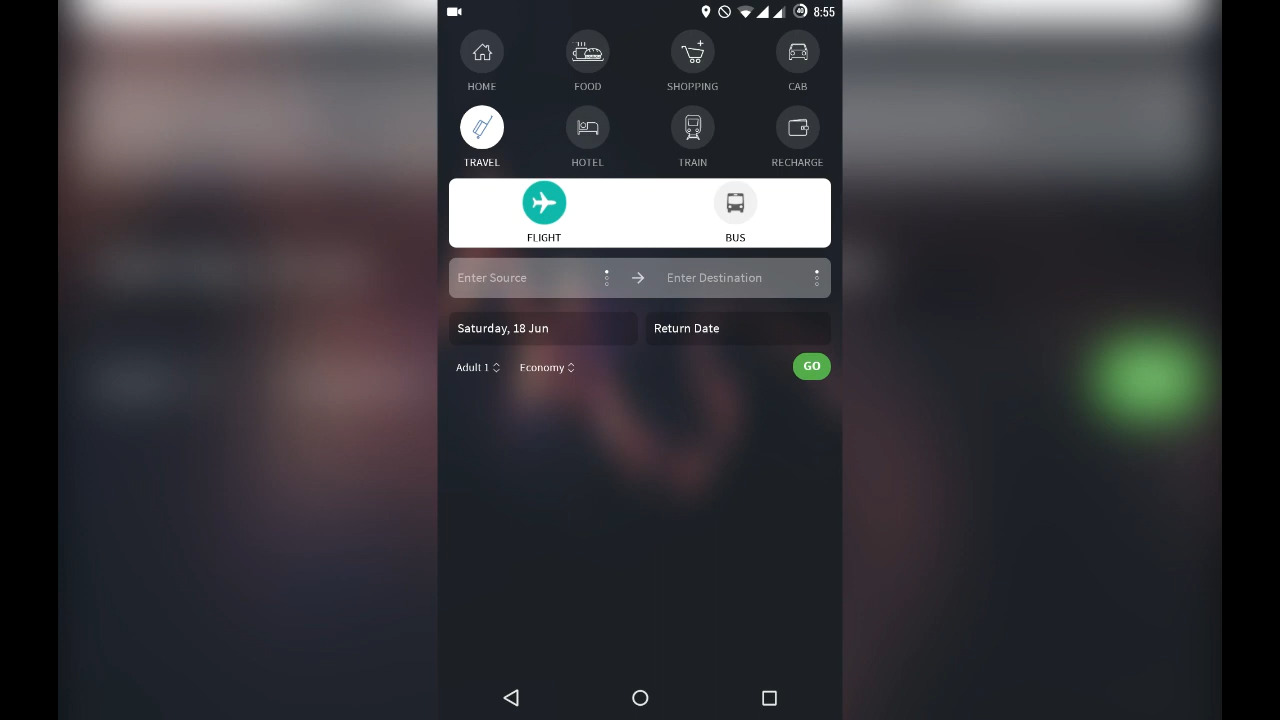 40 8:55
HOME FOOD SHOPPING CAB
TRAVEL HOTEL TRAIN RECHARGE
FLIGHT BUS
Enter Source Enter Destination
Saturday, 18 Jun Return Date
Adult 1 Economy GO